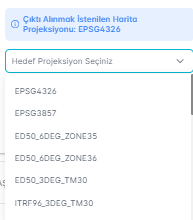 Çıktı Alınmak İstenilen Harita
Projeksiyonu: EPSG4326
Hedef Projeksiyon Seçiniz
EPSG4326
EPSG3857
ED50_6DEG_ZONE35
ED50_6DEG_ZONE36
ED50_3DEG_TM30
ITRF96_3DEG_TM30